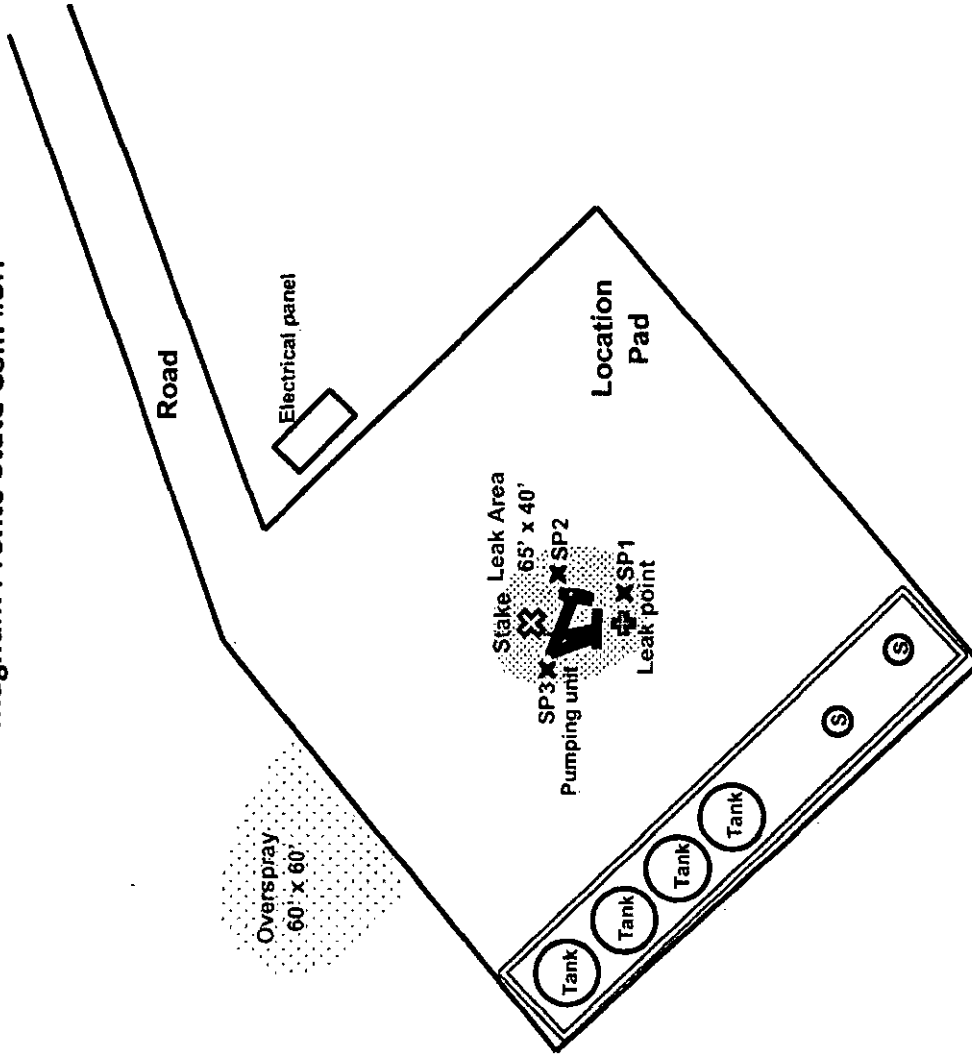 Road
Electrical panel
Overspray
60' x 60'
Stake
Leak Area
65' x 40'
SP3
SP2
Pumping unit
SP1
Leak point
Location
Pad
Tank
Tank
Tank
Tank
S
S